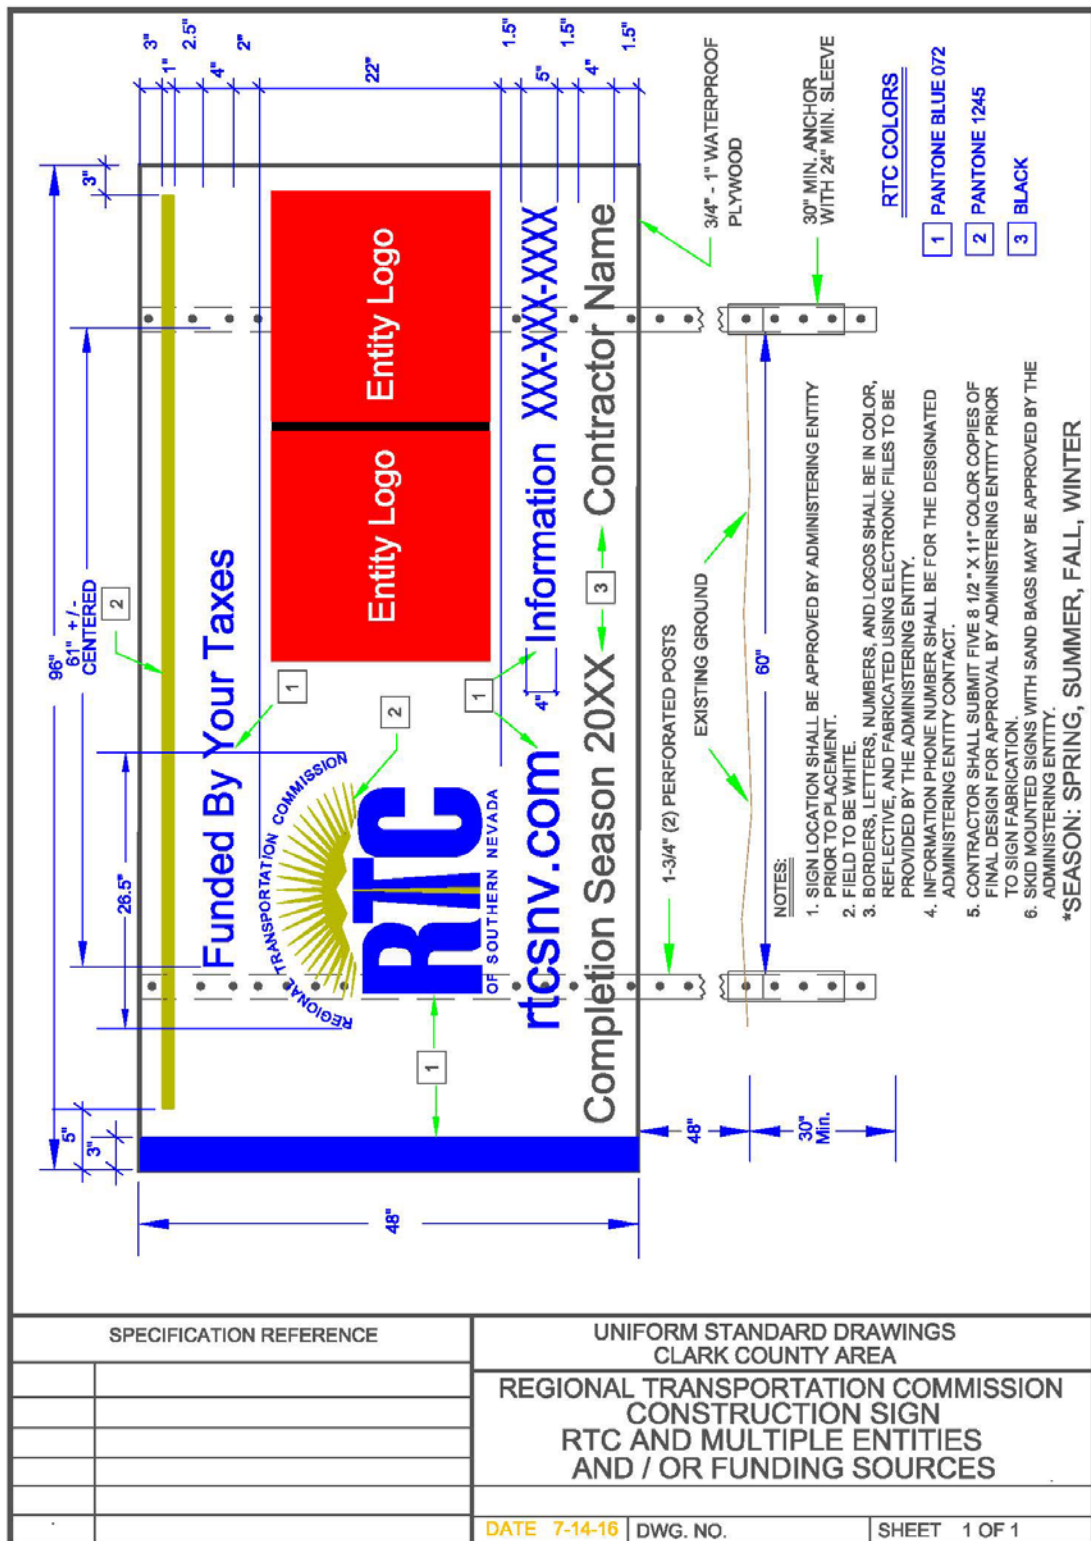 96"
61" +/-
CENTERED
5"
3"
26.5"
3"
3"
1"
2.5"
4"
2"
22"
1.5"
5"
1.5"
4"
1.5"
48"
2
Funded By Your Taxes
1
REGIONAL TRANSPORTATION COMMISSION
RTC
OF SOUTHERN NEVADA
2
1
1
Entity Logo
Entity Logo
rtcsnv.com
4"
Information XXX-XXX-XXXX
Completion Season 20XX
3
Contractor Name
3/4" - 1" WATERPROOF
PLYWOOD
1-3/4" (2) PERFORATED POSTS
EXISTING GROUND
48"
30"
Min.
60"
30" MIN. ANCHOR
WITH 24" MIN. SLEEVE
RTC COLORS
1 PANTONE BLUE 072
2 PANTONE 1245
3 BLACK
NOTES:
1. SIGN LOCATION SHALL BE APPROVED BY ADMINISTERING ENTITY
PRIOR TO PLACEMENT.
2. FIELD TO BE WHITE.
3. BORDERS, LETTERS, NUMBERS, AND LOGOS SHALL BE IN COLOR,
REFLECTIVE, AND FABRICATED USING ELECTRONIC FILES TO BE
PROVIDED BY THE ADMINISTERING ENTITY.
4. INFORMATION PHONE NUMBER SHALL BE FOR THE DESIGNATED
ADMINISTERING ENTITY CONTACT.
5. CONTRACTOR SHALL SUBMIT FIVE 8 1/2 " X 11" COLOR COPIES OF
FINAL DESIGN FOR APPROVAL BY ADMINISTERING ENTITY PRIOR
TO SIGN FABRICATION.
6. SKID MOUNTED SIGNS WITH SAND BAGS MAY BE APPROVED BY THE
ADMINISTERING ENTITY.
*SEASON: SPRING, SUMMER, FALL, WINTER
SPECIFICATION REFERENCE
UNIFORM STANDARD DRAWINGS
CLARK COUNTY AREA
REGIONAL TRANSPORTATION COMMISSION
CONSTRUCTION SIGN
RTC AND MULTIPLE ENTITIES
AND / OR FUNDING SOURCES
DATE 7-14-16
DWG. NO.
SHEET 1 OF 1